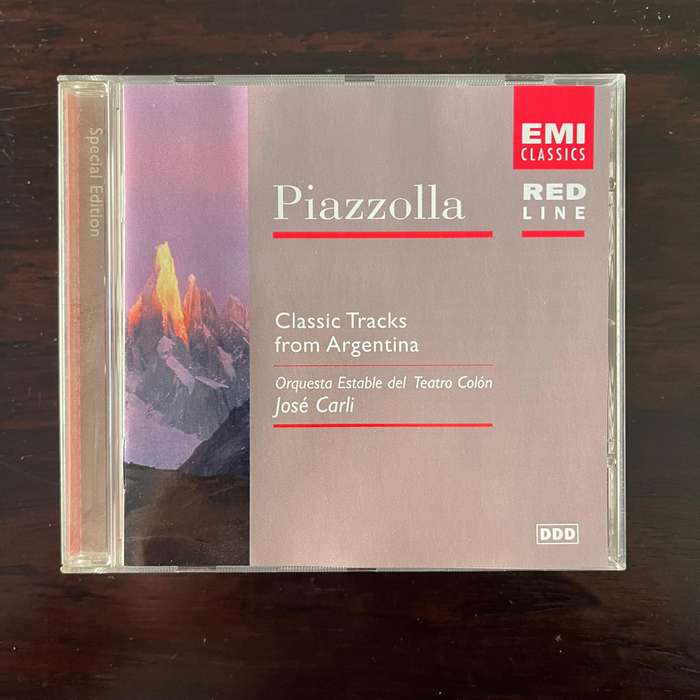 Special Edition
EMI
CLASSICS
RED
LINE
Piazzolla
Classic Tracks
from Argentina
Orquesta Estable del Teatro Colón
José Carli
DDD